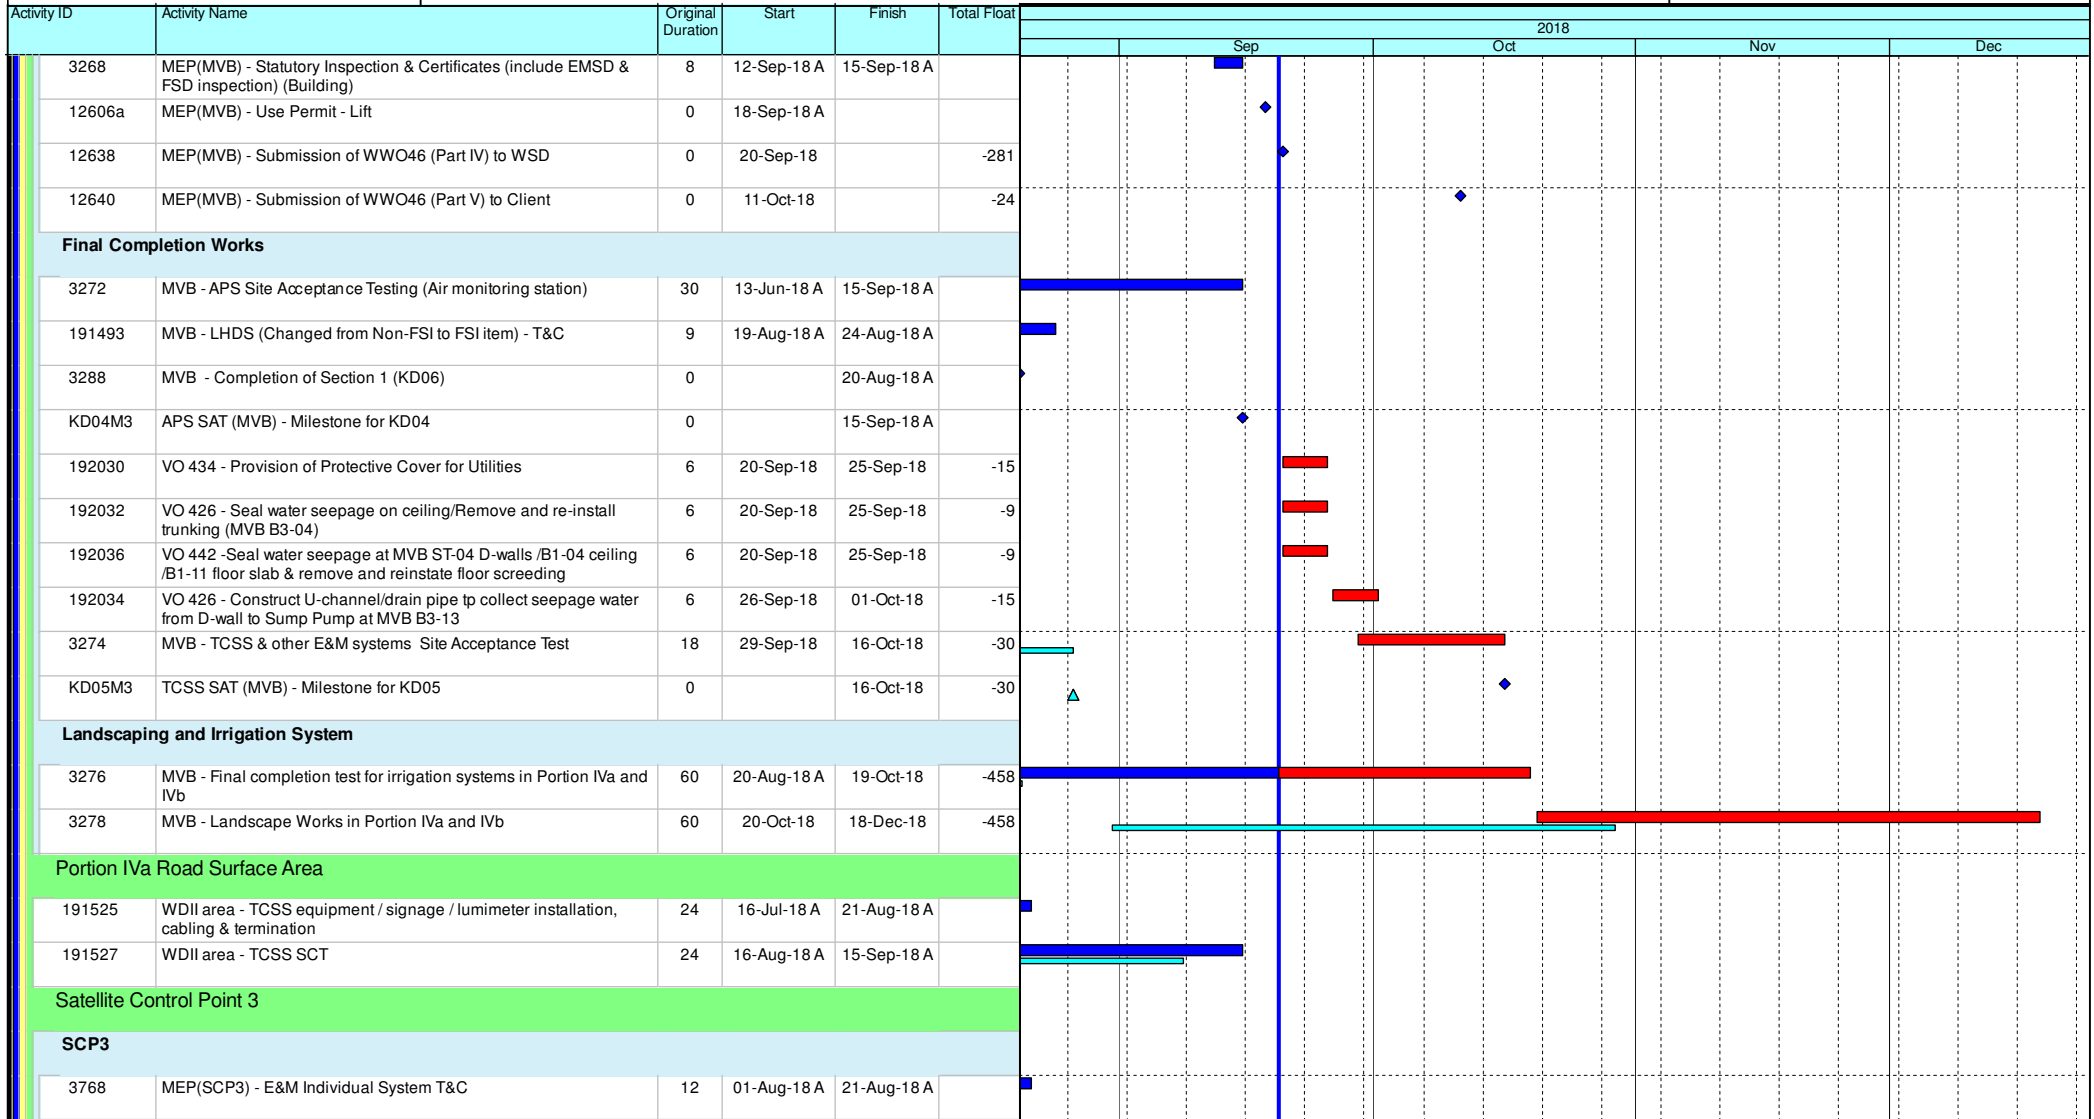 Activity ID Activity Name Original Start Finish Total Float
Duration
2018
Sep Oct Nov Dec
3268 MEP(MVB) - Statutory Inspection & Certificates (include EMSD & 8 12-Sep-18 A 15-Sep-18 A
FSD inspection) (Building)
12606a MEP(MVB) - Use Permit - Lift 0 18-Sep-18 A
12638 MEP(MVB) - Submission of WWO46 (Part IV) to WSD 0 20-Sep-18 -281
12640 MEP(MVB) - Submission of WWO46 (Part V) to Client 0 11-Oct-18 -24
Final Completion Works
3272 MVB - APS Site Acceptance Testing (Air monitoring station) 30 13-Jun-18 A 15-Sep-18 A
191493 MVB - LHDS (Changed from Non-FSI to FSI item) - T&C 9 19-Aug-18 A 24-Aug-18 A
3288 MVB - Completion of Section 1 (KD06) 0 20-Aug-18 A
KD04M3 APS SAT (MVB) - Milestone for KD04 0 15-Sep-18 A
192030 VO 434 - Provision of Protective Cover for Utilities 6 20-Sep-18 25-Sep-18 -15
192032 VO 426 - Seal water seepage on ceiling/Remove and re-install 6 20-Sep-18 25-Sep-18 -9
trunking (MVB B3-04)
192036 VO 442 -Seal water seepage at MVB ST-04 D-walls /B1-04 ceiling 6 20-Sep-18 25-Sep-18 -9
/B1-11 floor slab & remove and reinstate floor screeding
192034 VO 426 - Construct U-channel/drain pipe tp collect seepage water 6 26-Sep-18 01-Oct-18 -15
from D-wall to Sump Pump at MVB B3-13
3274 MVB - TCSS & other E&M systems Site Acceptance Test 18 29-Sep-18 16-Oct-18 -30
KD05M3 TCSS SAT (MVB) - Milestone for KD05 0 16-Oct-18 -30
Landscaping and Irrigation System
3276 MVB - Final completion test for irrigation systems in Portion IVa and 60 20-Aug-18 A 19-Oct-18 -458
IVb
3278 MVB - Landscape Works in Portion IVa and IVb 60 20-Oct-18 18-Dec-18 -458
Portion IVa Road Surface Area
191525 WDII area - TCSS equipment / signage / lumimeter installation, 24 16-Jul-18 A 21-Aug-18 A
cabling & termination
191527 WDII area - TCSS SCT 24 16-Aug-18 A 15-Sep-18 A
Satellite Control Point 3
SCP3
3768 MEP(SCP3) - E&M Individual System T&C 12 01-Aug-18 A 21-Aug-18 A